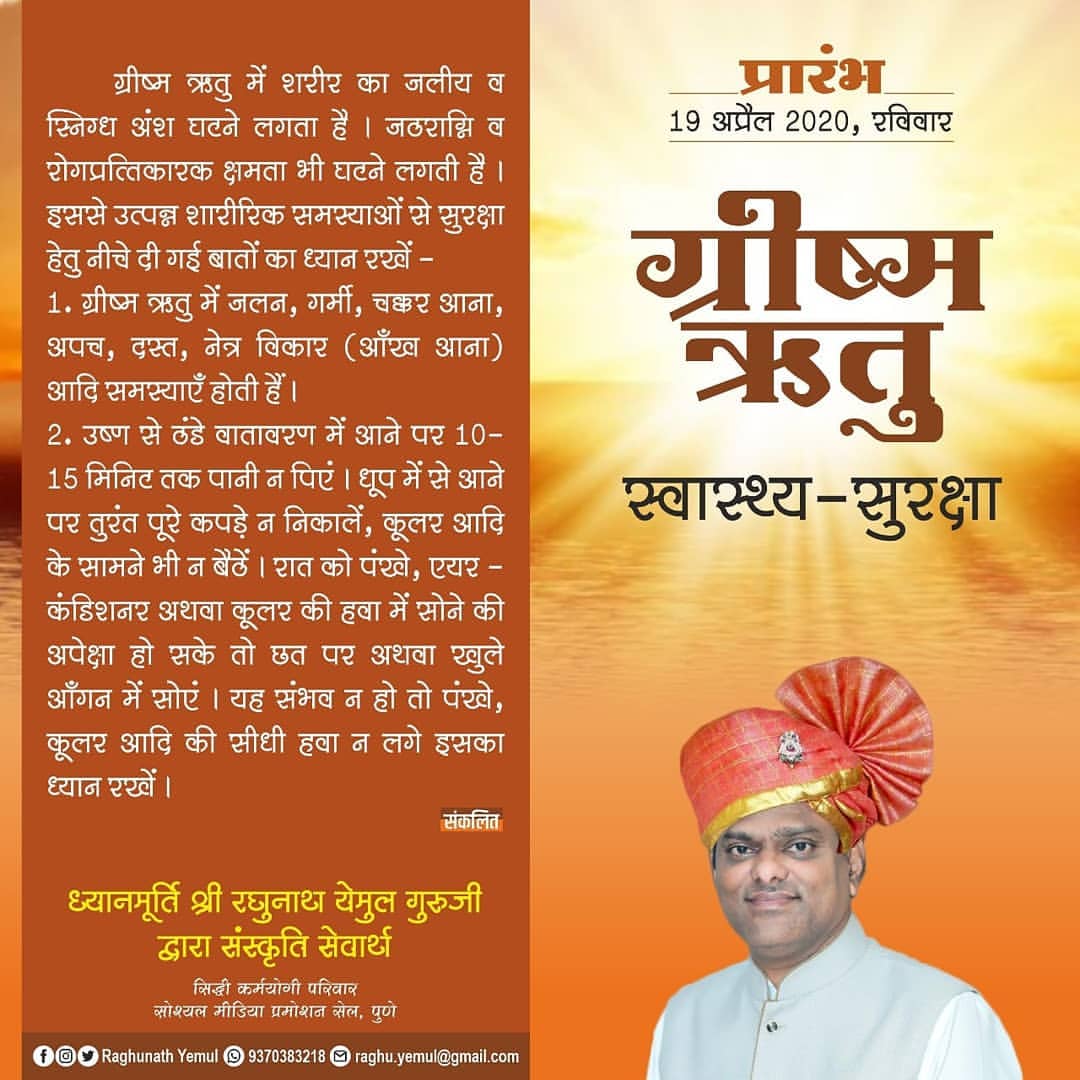 ग्रीष्म ऋतु में शरीर का जलीय व
स्निग्ध अंश घटने लगता है । जठराग्नि व
रोगप्रत्तिकारक क्षमता भी घटने लगती है ।
इससे उत्पन्न शारीरिक समस्याओं से सुरक्षा
हेतु नीचे दी गई बातों का ध्यान रखें –
1. ग्रीष्म ऋतु में जलन, गर्मी, चक्कर आना,
अपच, दस्त, नेत्र विकार (आँख आना)
आदि समस्याएँ होती हैं।
2. उष्ण से ठंडे वातावरण में आने पर 10–
15 मिनिट तक पानी न पिएं । धूप में से आने
पर तुरंत पूरे कपड़े न निकालें, कूलर आदि
के सामने भी न बैठें । रात को पंखे, एयर –
कंडिशनर अथवा कूलर की हवा में सोने की
अपेक्षा हो सके तो छत पर अथवा खुले
आँगन में सोएं । यह संभव न हो तो पंखे,
कूलर आदि की सीधी हवा न लगे इसका
ध्यान रखें ।
संकलित
ध्यानमूर्ति श्री रघुनाथ येमुल गुरुजी
द्वारा संस्कृति सेवार्थ
सिद्धी कर्मयोगी परिवार
सोश्यल मीडिया प्रमोशन सेल, पुणे
Raghunath Yemul 9370383218 raghu.yemul@gmail.com
प्रारंभ
19 अप्रैल 2020, रविवार
ग्रीष्म
ऋतु
स्वास्थ्य–सुरक्षा